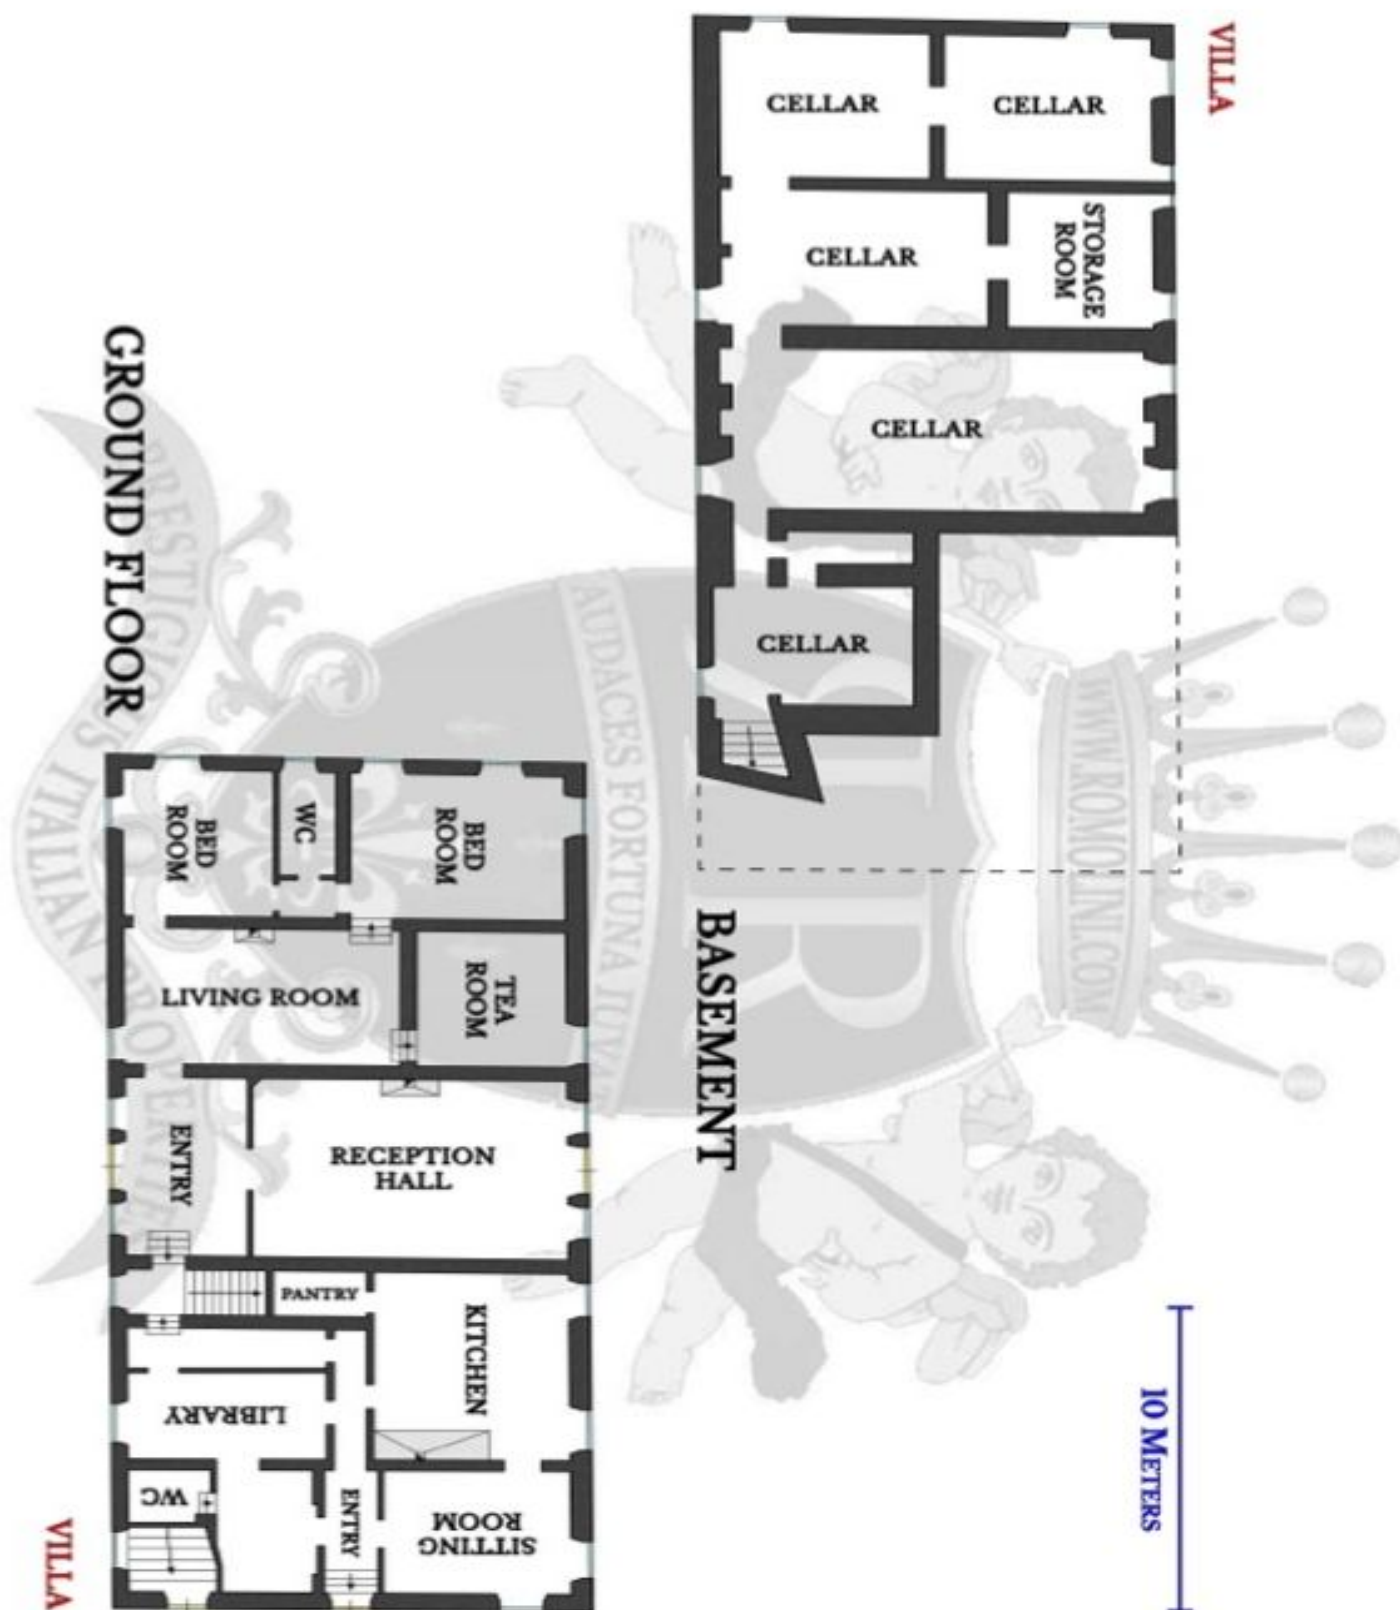 VILLA
CELLAR
CELLAR
CELLAR
STORAGE
ROOM
CELLAR
CELLAR
BASEMENT
GROUND FLOOR
BED
ROOM
WC
BED
ROOM
LIVING ROOM
TEA
ROOM
ENTRY
RECEPTION
HALL
PANTRY
KITCHEN
LIBRARY
WC
ENTRY
SITTING
ROOM
VILLA
10 METERS
AUDACES FORTUNA IUVAT
WWW.ROMOLINI.COM
ITALIAN